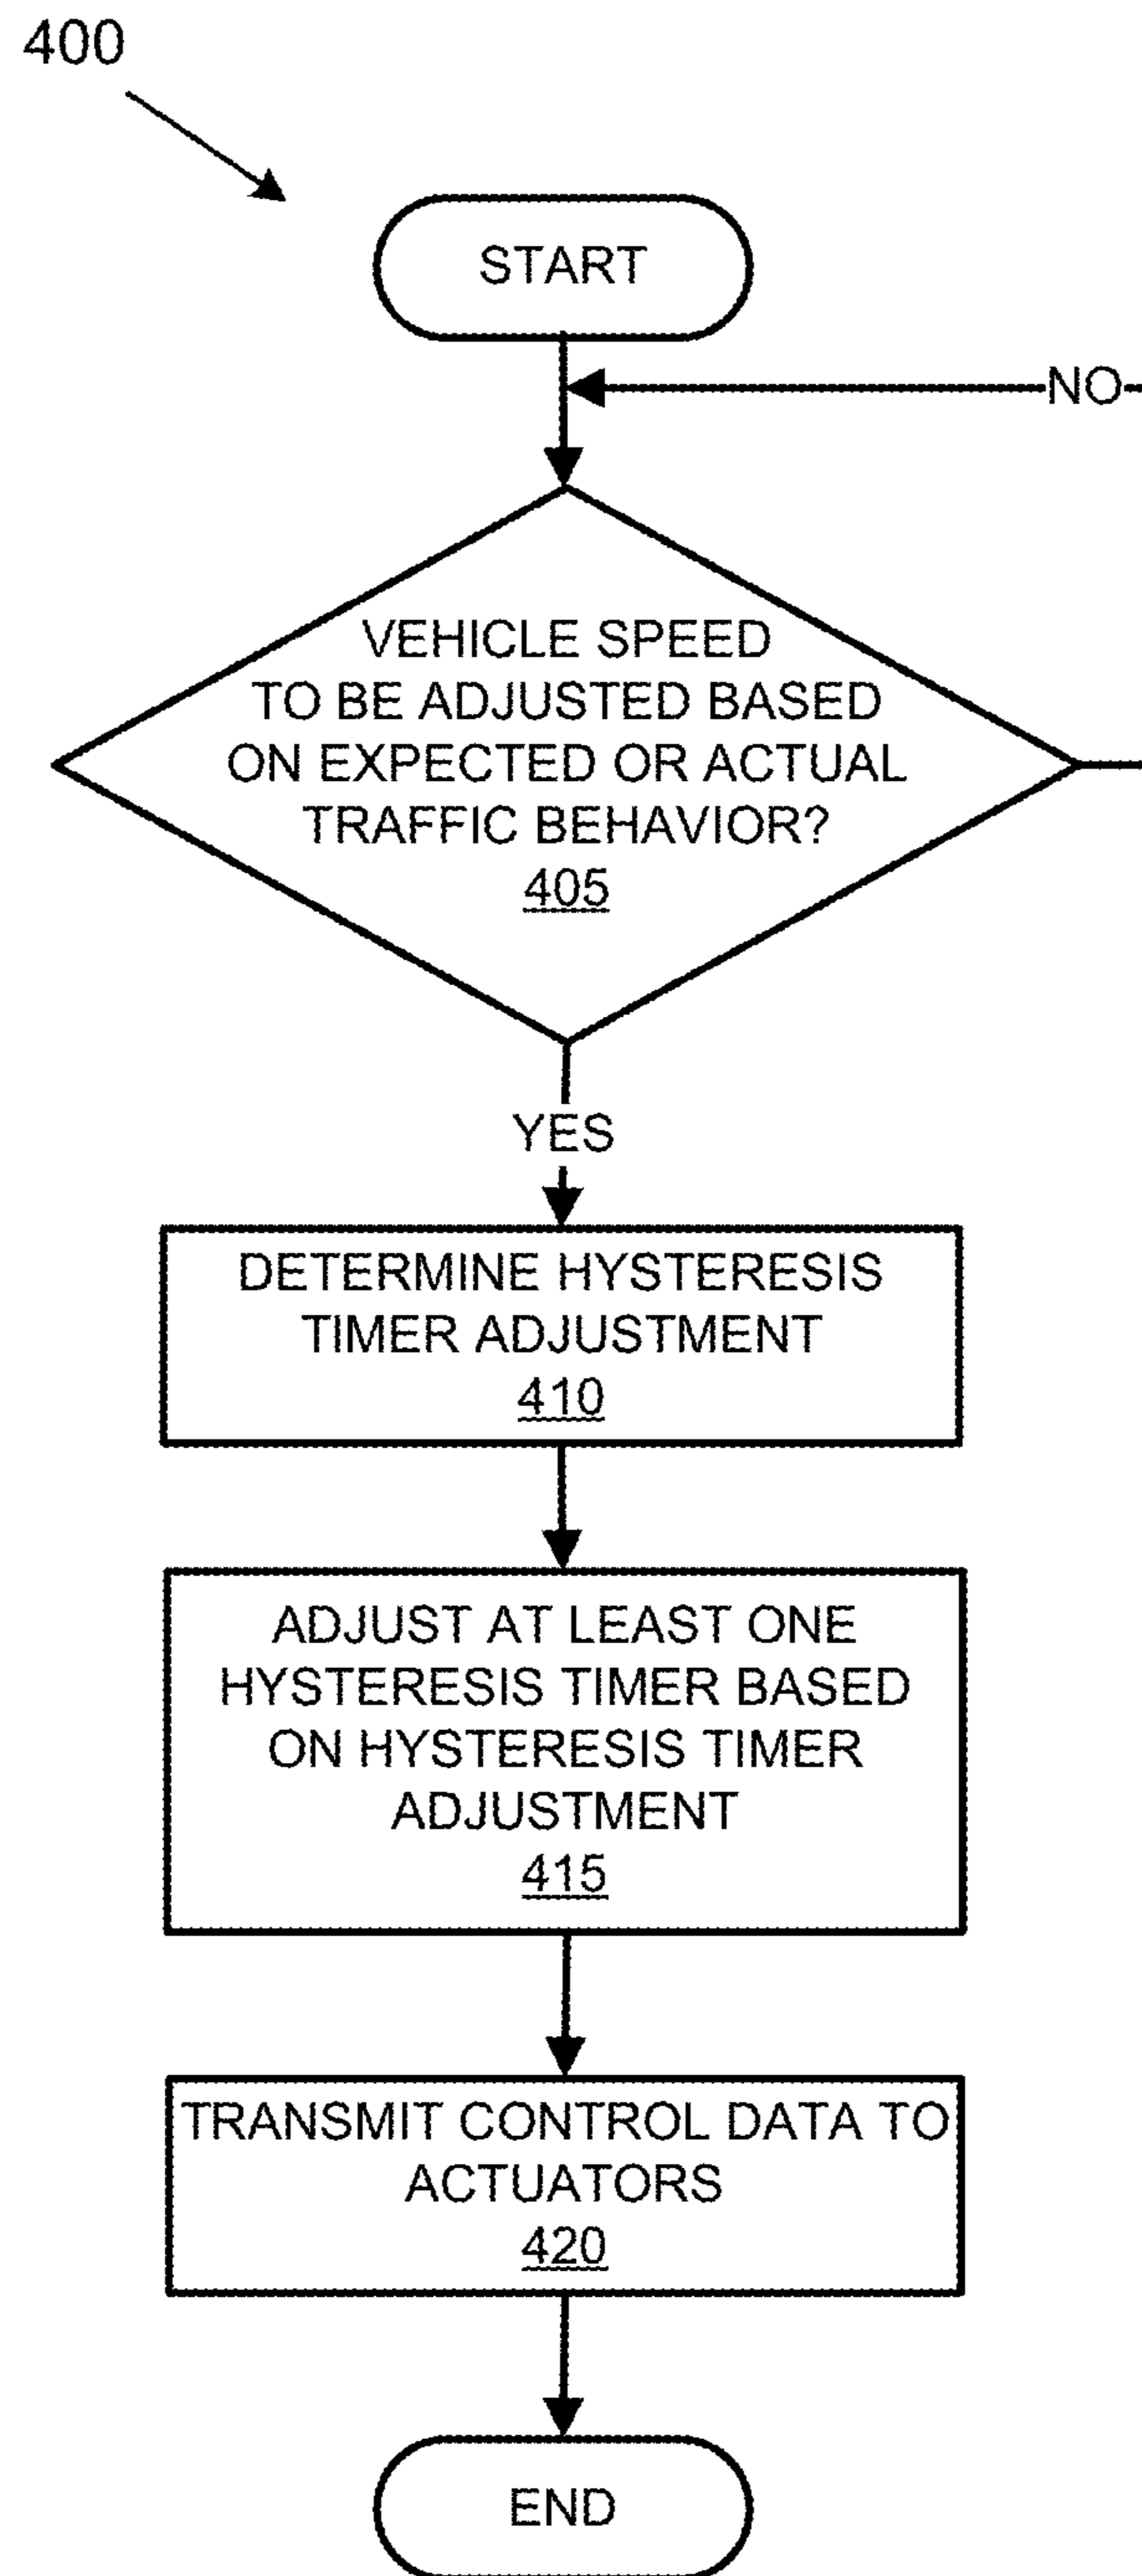 400
START
NO
VEHICLE SPEED
TO BE ADJUSTED BASED
ON EXPECTED OR ACTUAL
TRAFFIC BEHAVIOR?
405
YES
DETERMINE HYSTERESIS
TIMER ADJUSTMENT
410
ADJUST AT LEAST ONE
HYSTERESIS TIMER BASED
ON HYSTERESIS TIMER
ADJUSTMENT
415
TRANSMIT CONTROL DATA TO
ACTUATORS
420
END